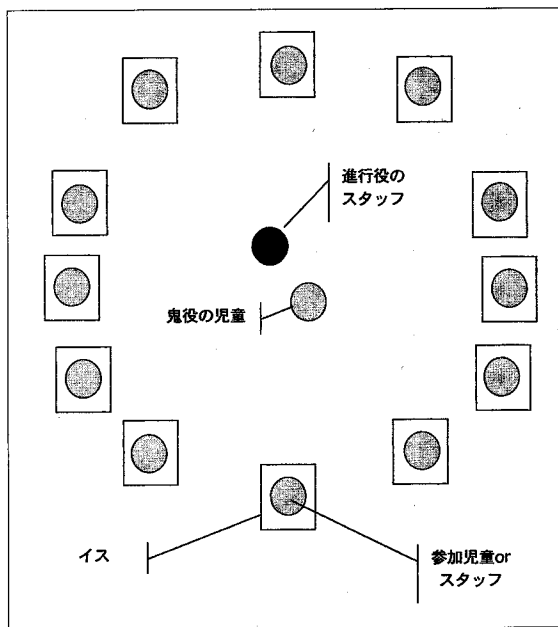 進行役の
スタッフ
鬼役の児童
イス
参加児童or
スタッフ